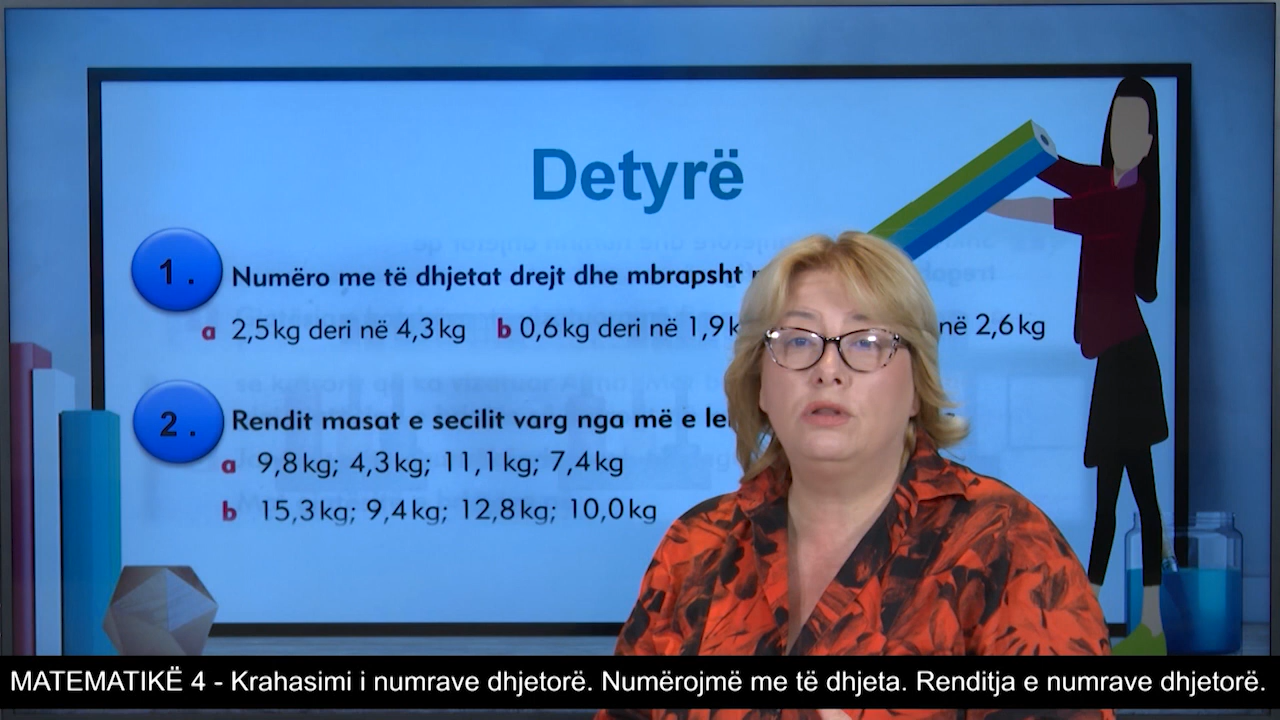 Detyrë
1. Numëro me të dhjetat drejt dhe mbrapsht
a 2,5 kg deri në 4,3 kg b 0,6 kg deri në 1,9 k në 2,6 kg
2. Rendit masat e secilit varg nga më e
a 9,8 kg; 4,3 kg; 11,1 kg; 7,4 kg
b 15,3 kg; 9,4 kg; 12,8 kg; 10,0 kg
MATEMATIKË 4 - Krahasimi i numrave dhjetorë. Numërojmë me të dhjeta. Renditja e numrave dhjetorë.